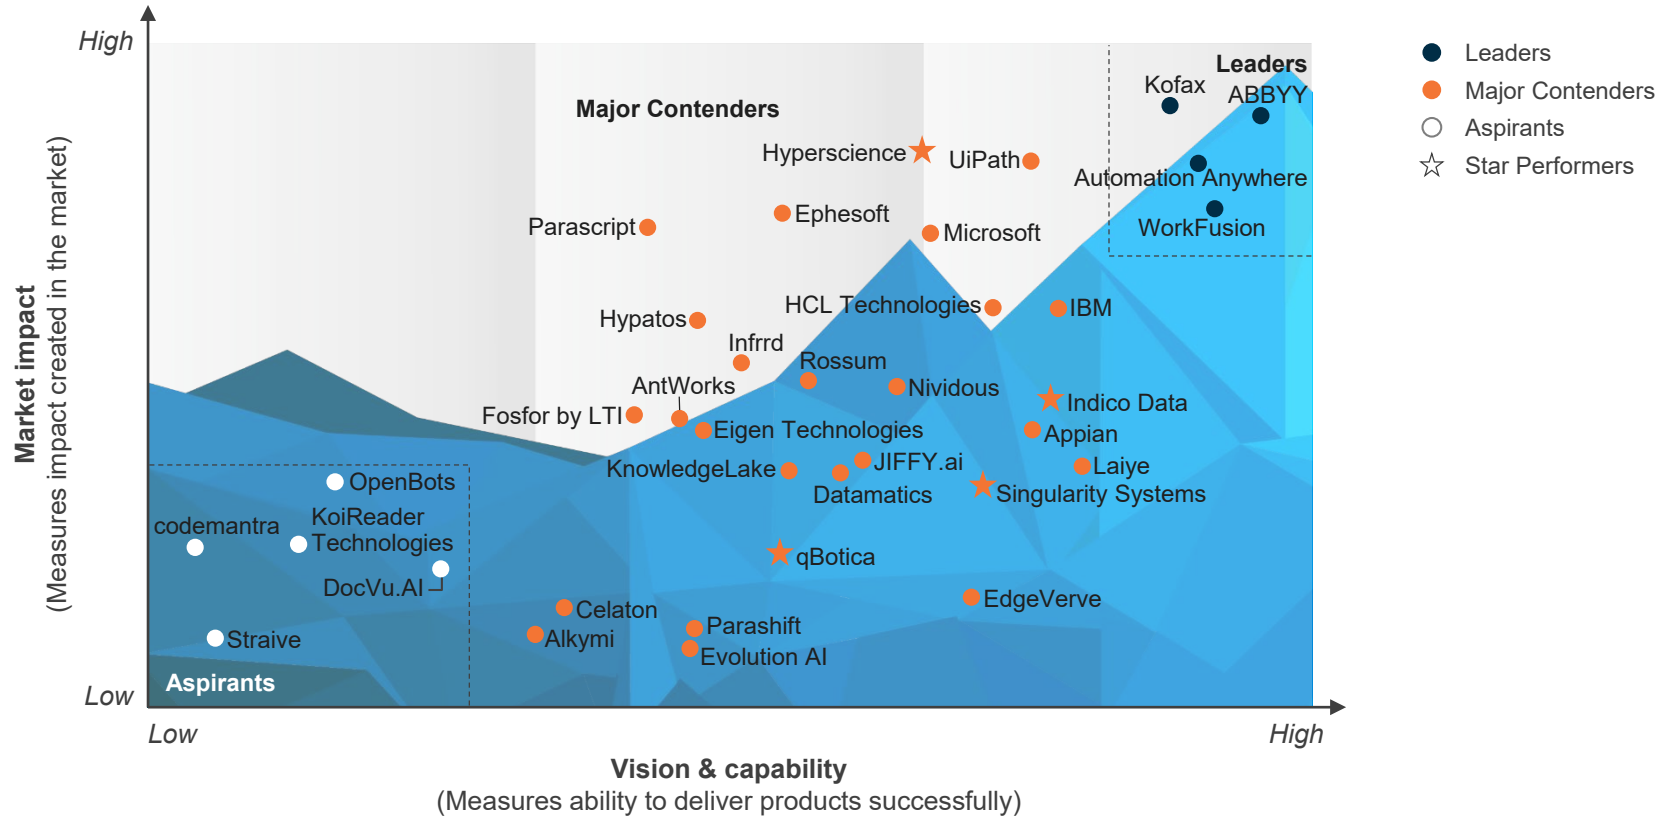 High
Leaders
Kofax
ABBYY
Major Contenders
Hyperscience
UiPath
Automation Anywhere
Parascript
Ephesoft
Microsoft
WorkFusion
HCL Technologies
IBM
Hypatos
Infrrd
Rossum
AntWorks
Nividous
Fosfor by LTI
Indico Data
Eigen Technologies
Appian
KnowledgeLake
JIFFY.ai
Laiye
Datamatics
Singularity Systems
OpenBots
codemantra
KoiReader
Technologies
DocVu.AI
qBotica
Celaton
EdgeVerve
Straive
Alkymi
Parashift
Evolution AI
Aspirants
Low
Low
High
Market impact
(Measures impact created in the market)
Vision & capability
(Measures ability to deliver products successfully)
Leaders
Major Contenders
Aspirants
Star Performers